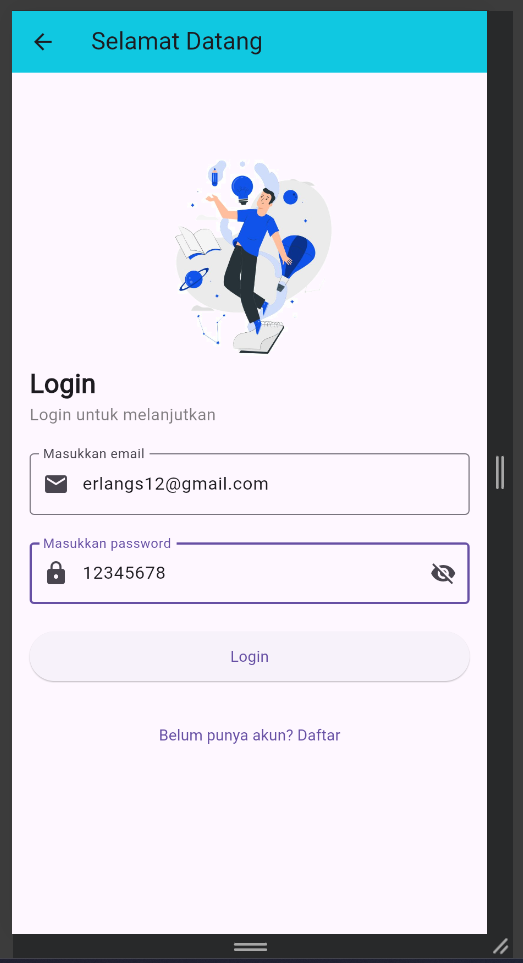 Selamat Datang
Login
Login untuk melanjutkan
Masukkan email
erlangs12@gmail.com
Masukkan password
12345678
Login
Belum punya akun? Daftar